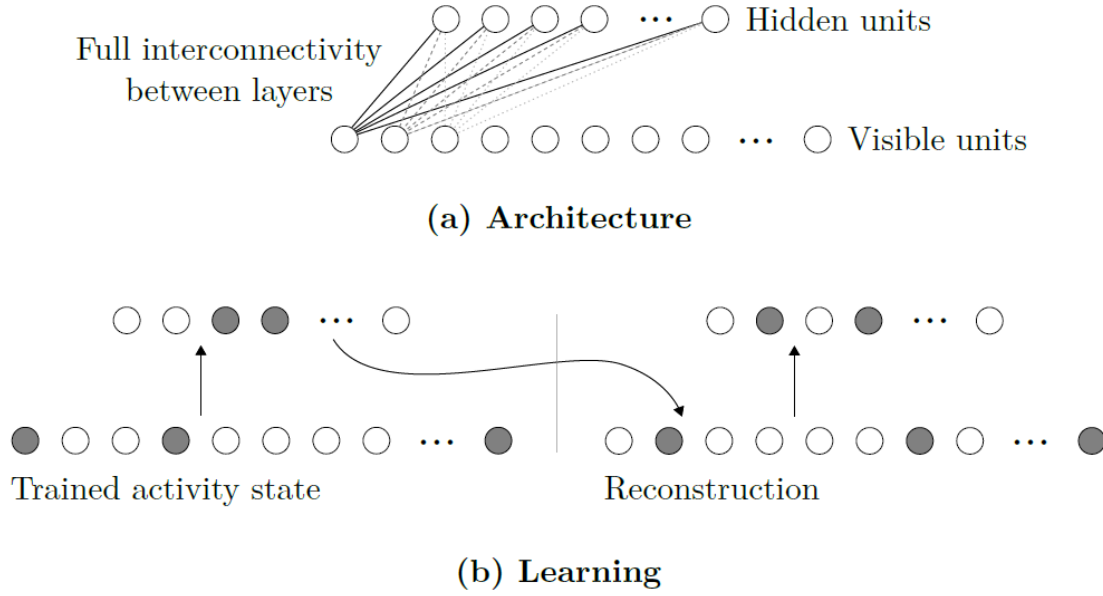 Full interconnectivity
between layers
··· Hidden units
··· Visible units
(a) Architecture
··· ···
··· ···
Trained activity state
Reconstruction
(b) Learning